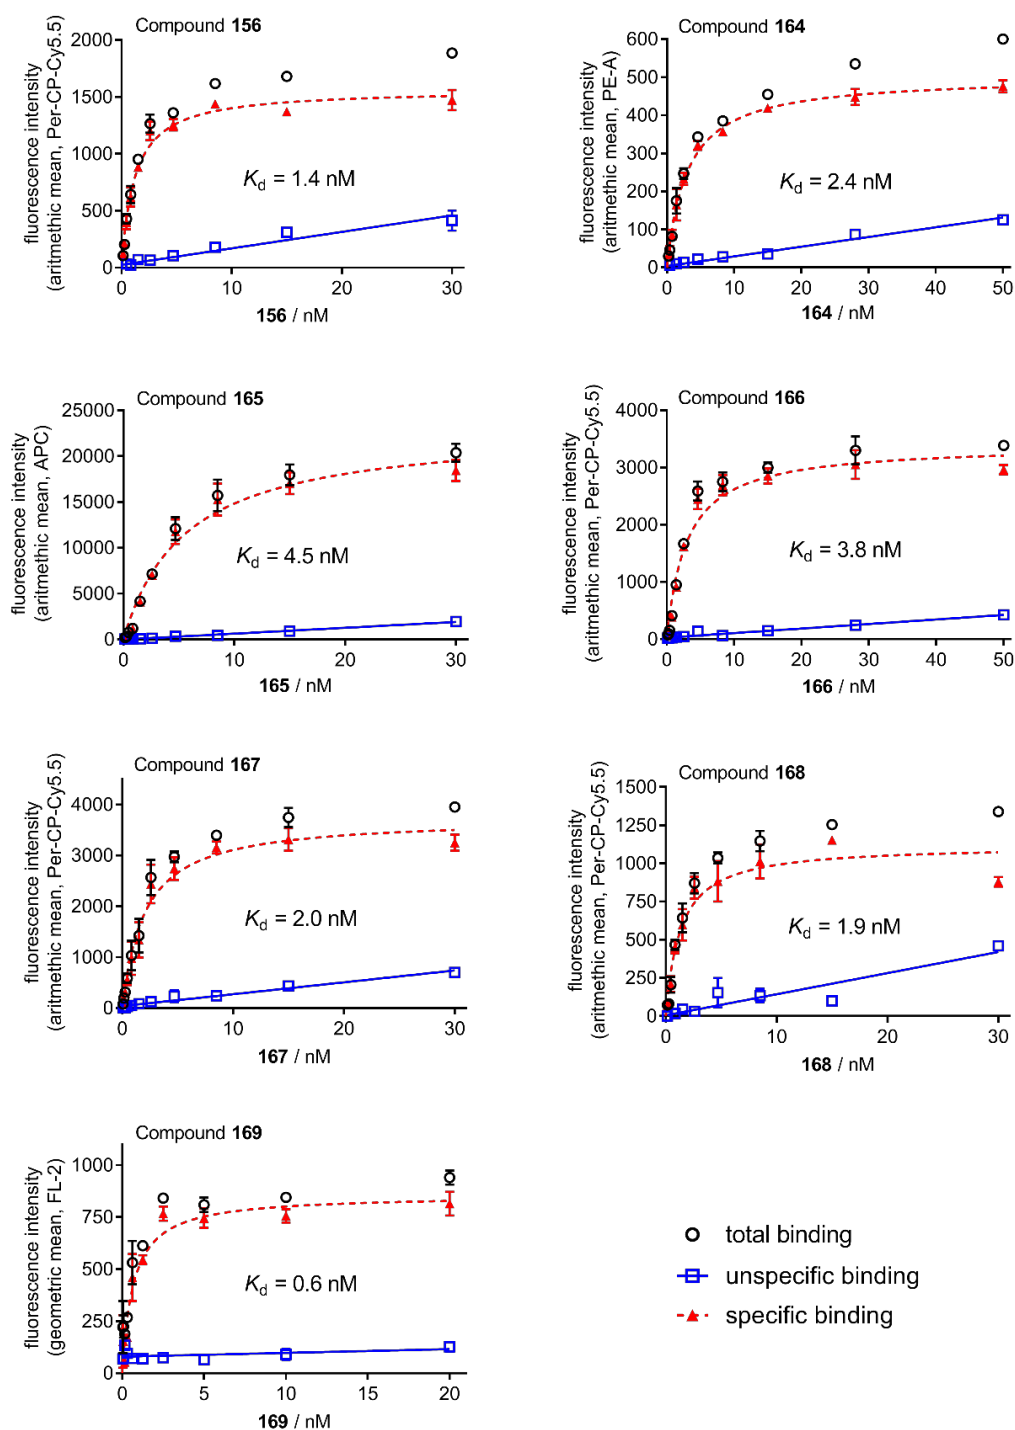 Compound 156
fluorescence intensity
(aritmethic mean, Per-CP-Cy5.5)
2000
1500
1000
500
0
Kd = 1.4 nM
0 10 20 30
156 / nM
Compound 164
fluorescence intensity
(aritmethic mean, PE-A)
600
500
400
300
200
100
0
Kd = 2.4 nM
0 10 20 30 40 50
164 / nM
Compound 165
fluorescence intensity
(aritmethic mean, APC)
25000
20000
15000
10000
5000
0
Kd = 4.5 nM
0 10 20 30
165 / nM
Compound 166
fluorescence intensity
(aritmethic mean, Per-CP-Cy5.5)
4000
3000
2000
1000
0
Kd = 3.8 nM
0 10 20 30 40 50
166 / nM
Compound 167
fluorescence intensity
(aritmethic mean, Per-CP-Cy5.5)
4000
3000
2000
1000
0
Kd = 2.0 nM
0 10 20 30
167 / nM
Compound 168
fluorescence intensity
(aritmethic mean, Per-CP-Cy5.5)
1500
1250
1000
750
500
250
0
Kd = 1.9 nM
0 10 20 30
168 / nM
Compound 169
fluorescence intensity
(geometric mean, FL-2)
1000
750
500
250
0
Kd = 0.6 nM
0 5 10 15 20
169 / nM
total binding
unspecific binding
specific binding